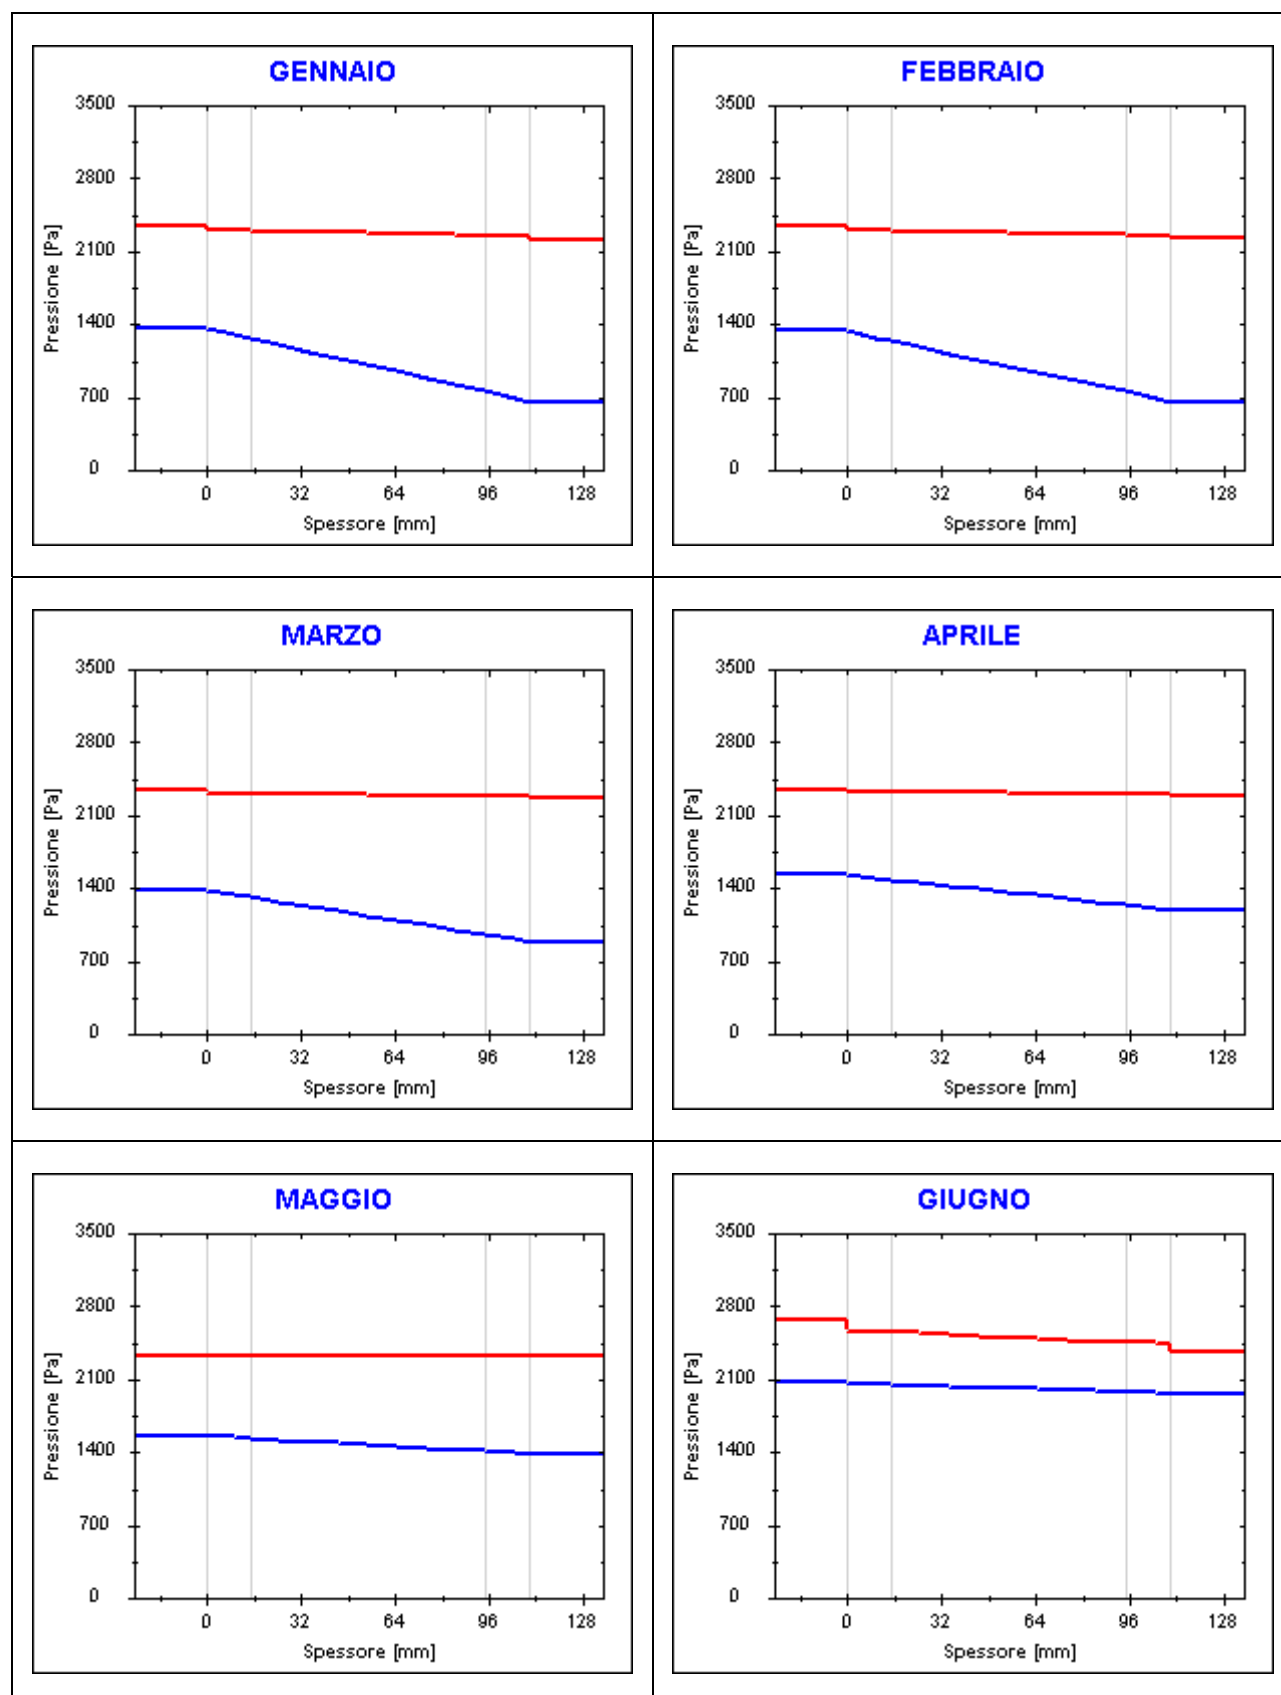 GENNAIO
3500
2800
2100
1400
700
0
Pressione [Pa]
0 32 64 96 128
Spessore [mm]
FEBBRAIO
3500
2800
2100
1400
700
0
Pressione [Pa]
0 32 64 96 128
Spessore [mm]
MARZO
3500
2800
2100
1400
700
0
Pressione [Pa]
0 32 64 96 128
Spessore [mm]
APRILE
3500
2800
2100
1400
700
0
Pressione [Pa]
0 32 64 96 128
Spessore [mm]
MAGGIO
3500
2800
2100
1400
700
0
Pressione [Pa]
0 32 64 96 128
Spessore [mm]
GIUGNO
3500
2800
2100
1400
700
0
Pressione [Pa]
0 32 64 96 128
Spessore [mm]